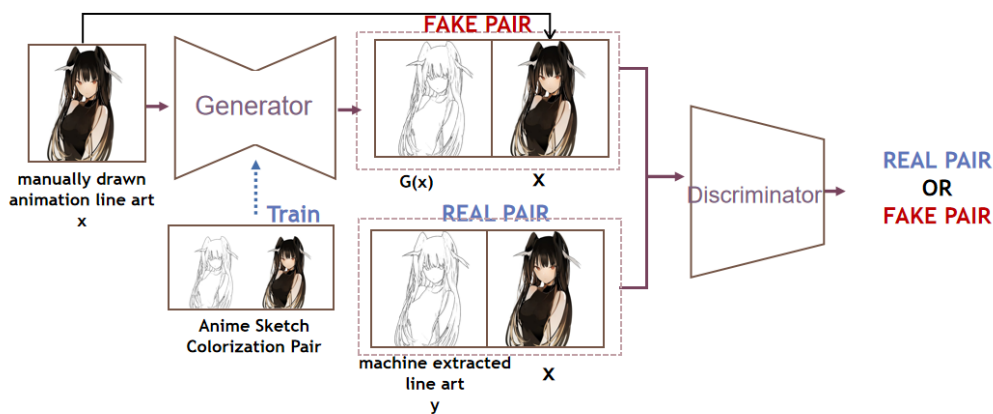 FAKE PAIR
Generator
manually drawn
animation line art
x
G(x)
X
Train
REAL PAIR
Anime Sketch
Colorization Pair
machine extracted
line art
y
X
Discriminator
REAL PAIR
OR
FAKE PAIR